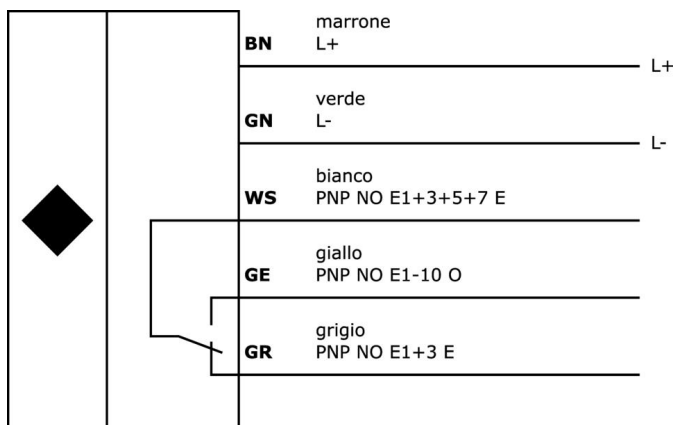 marrone
BN L+
L+
verde
GN L-
L-
bianco
WS PNP NO E1+3+5+7 E
giallo
GE PNP NO E1-10 O
grigio
GR PNP NO E1+3 E